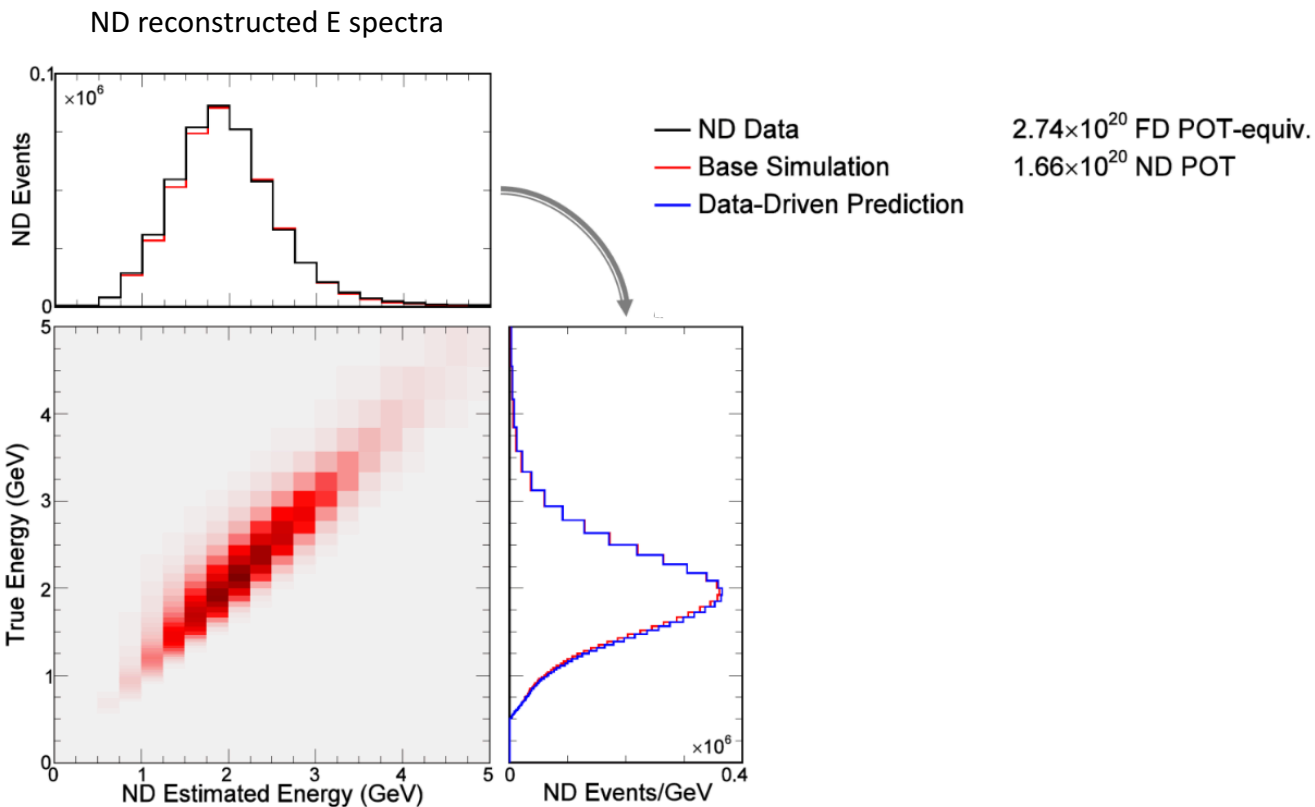 ND reconstructed E spectra
0.1
×10⁶
ND Events
0
ND Data
2.74×10²⁰ FD POT-equiv.
Base Simulation
1.66×10²⁰ ND POT
Data-Driven Prediction
5
4
3
2
1
0
True Energy (GeV)
0 1 2 3 4 5
ND Estimated Energy (GeV)
×10⁶
0 0.4
ND Events/GeV